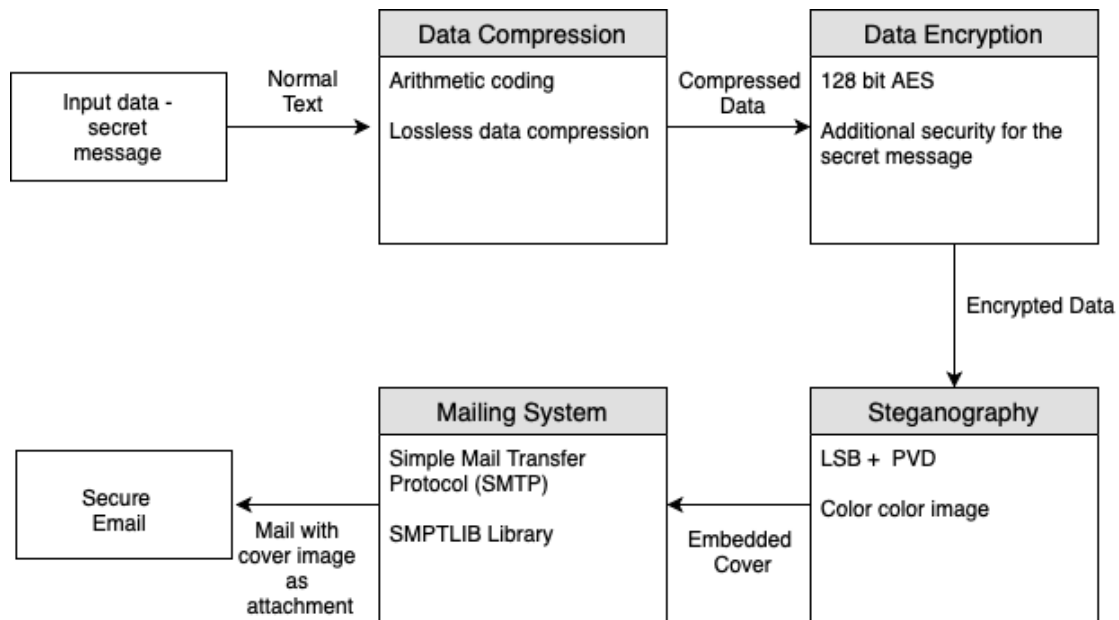 Input data -
secret
message
Normal
Text
Data Compression
Arithmetic coding
Lossless data compression
Compressed
Data
Data Encryption
128 bit AES
Additional security for the
secret message
Encrypted Data
Steganography
LSB + PVD
Color color image
Embedded
Cover
Mailing System
Simple Mail Transfer
Protocol (SMTP)
SMPTLIB Library
Mail with
cover image
as
attachment
Secure
Email